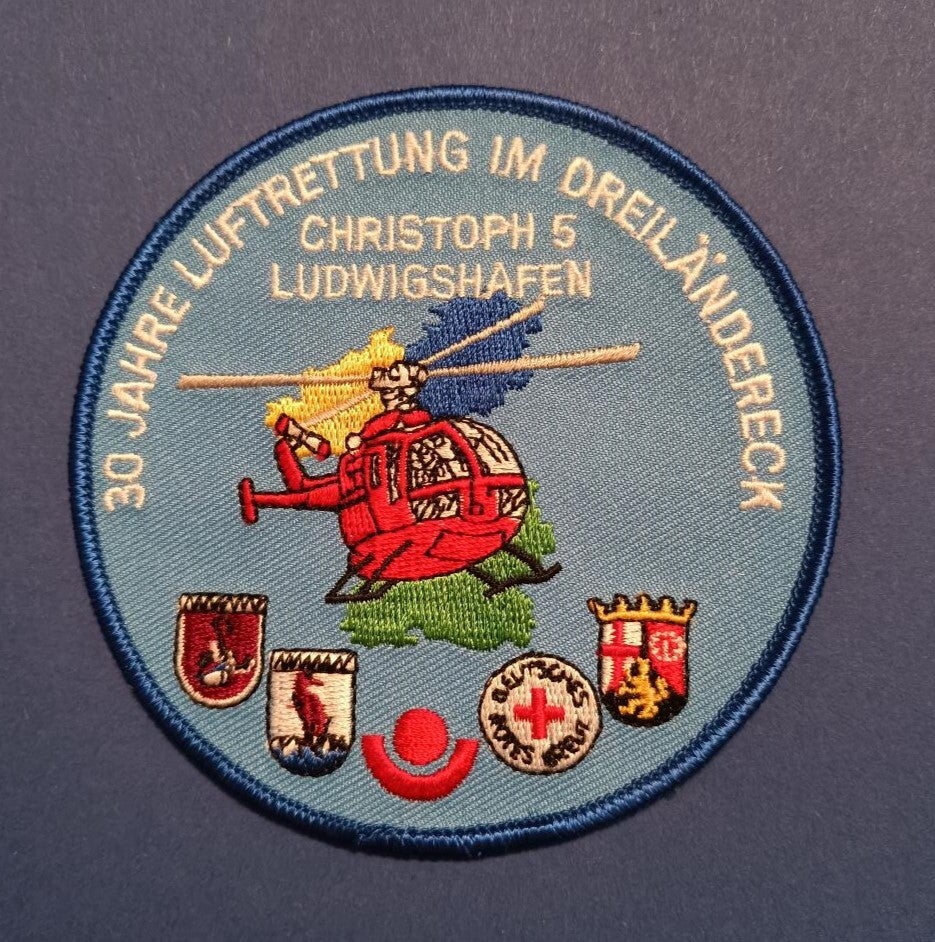 30 JAHRE LUFTRETTUNG IM DREILÄNDERECK
CHRISTOPH 5
LUDWIGSHAFEN
DEUTSCHES
ROTES KREUZ